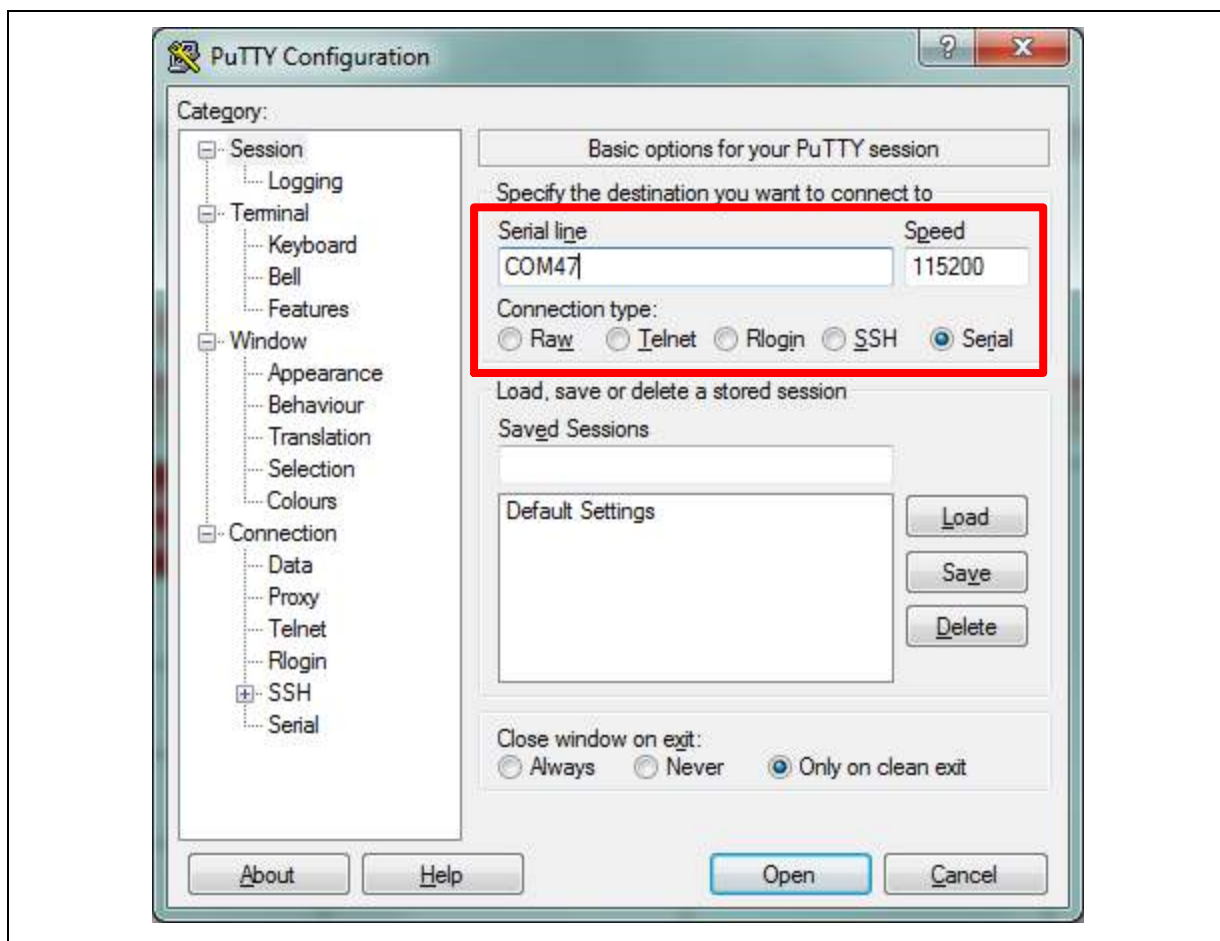 PuTTY Configuration
Category:
Session
Logging
Terminal
Keyboard
Bell
Features
Window
Appearance
Behaviour
Translation
Selection
Colours
Connection
Data
Proxy
Telnet
Rlogin
SSH
Serial
Basic options for your PuTTY session
Specify the destination you want to connect to
Serial line Speed
COM47 115200
Connection type:
Raw Telnet Rlogin SSH Serial
Load, save or delete a stored session
Saved Sessions
Default Settings
Load
Save
Delete
Close window on exit:
Always Never Only on clean exit
About Help Open Cancel